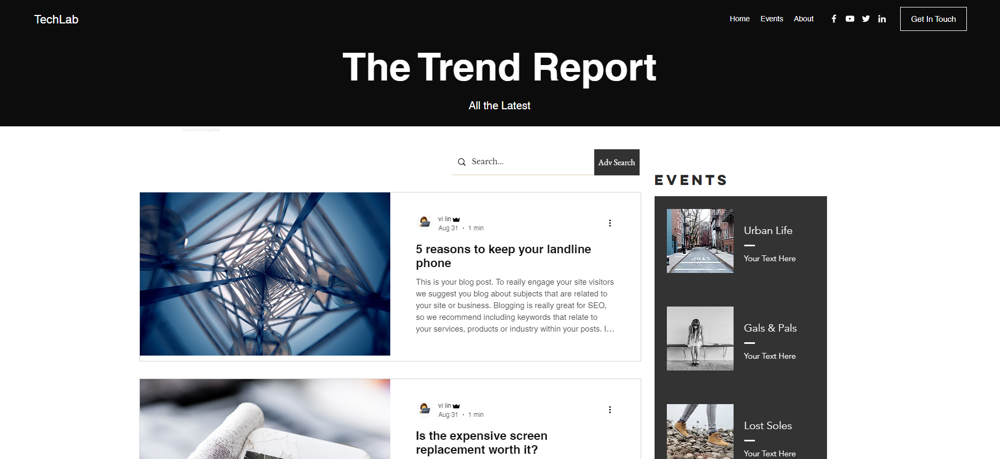 TechLab
Home Events About
Get In Touch
The Trend Report
All the Latest
University of Sydney
Search...
Adv Search
EVENTS
vi lin
Aug 31 · 1 min
5 reasons to keep your landline
phone
This is your blog post. To really engage your site visitors
we suggest you blog about subjects that are related to
your site or business. Blogging is really great for SEO,
so we recommend including keywords that relate to
your services, products or industry within your posts. I...
vi lin
Aug 31 · 1 min
Is the expensive screen
replacement worth it?
STOP
Urban Life
Your Text Here
Gals & Pals
Your Text Here
Lost Soles
Your Text Here